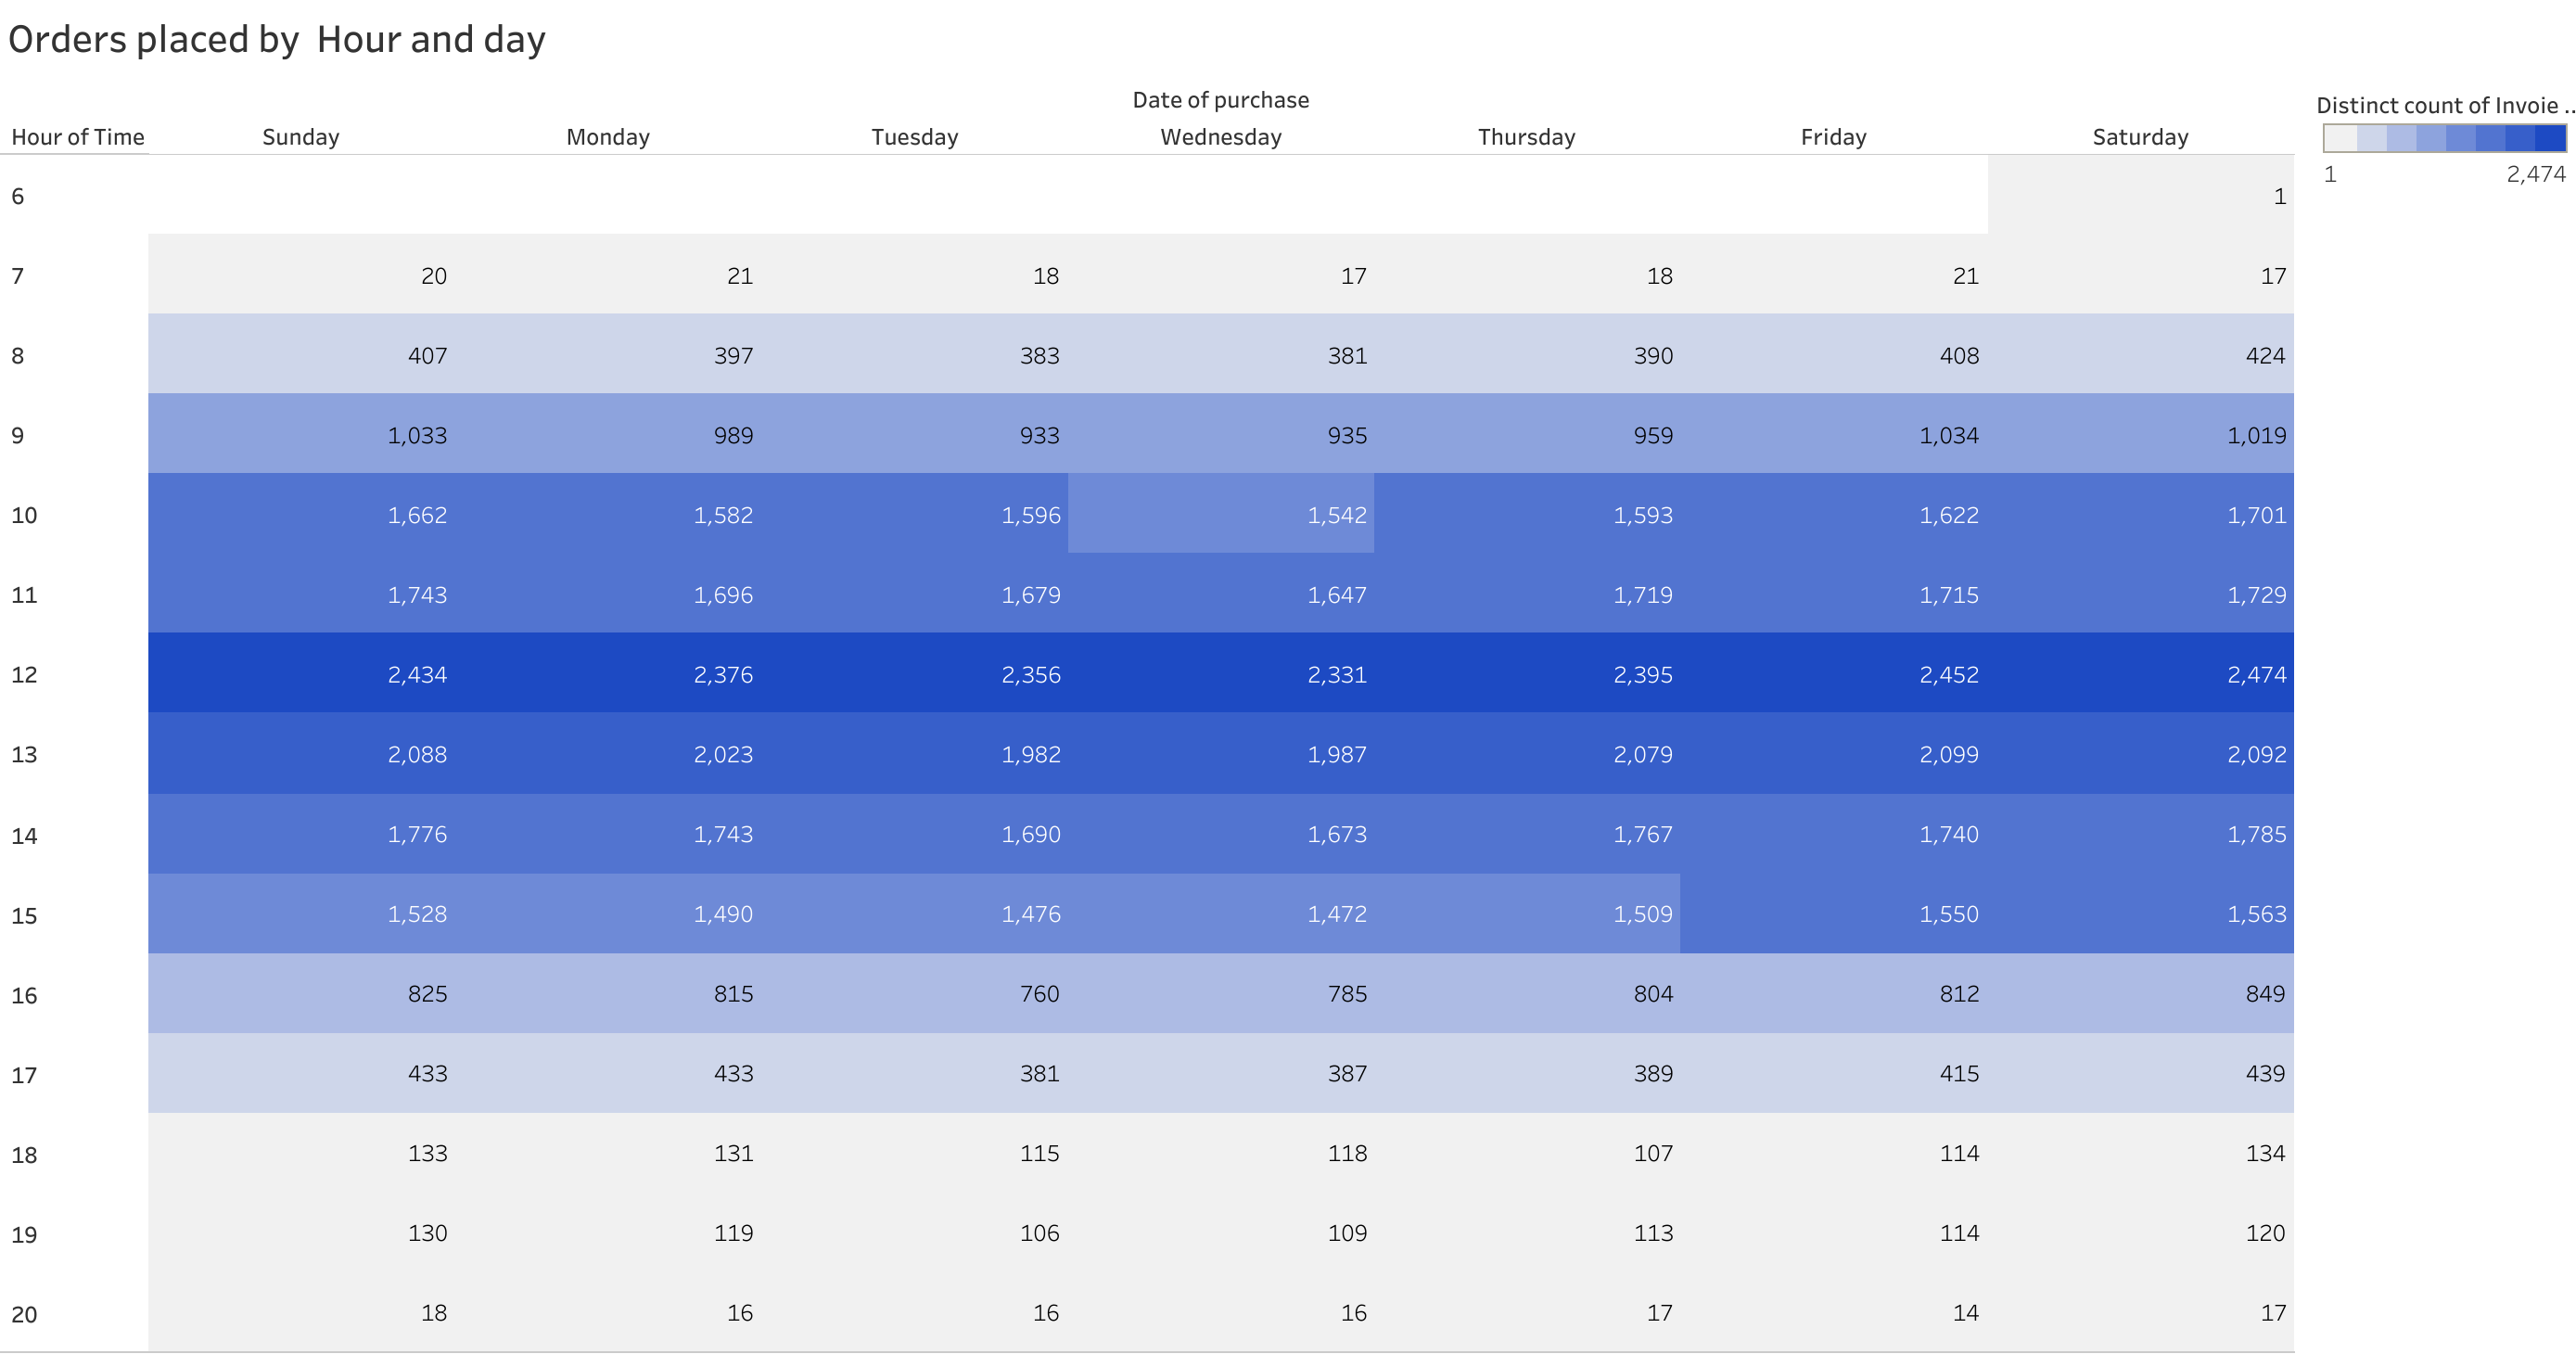 Orders placed by  Hour and day
Date of purchase
Distinct count of Invoie ..
Hour of Time Sunday Monday Tuesday Wednesday Thursday Friday Saturday
1 2,474
6 1
7 20 21 18 17 18 21 17
8 407 397 383 381 390 408 424
9 1,033 989 933 935 959 1,034 1,019
10 1,662 1,582 1,596 1,542 1,593 1,622 1,701
11 1,743 1,696 1,679 1,647 1,719 1,715 1,729
12 2,434 2,376 2,356 2,331 2,395 2,452 2,474
13 2,088 2,023 1,982 1,987 2,079 2,099 2,092
14 1,776 1,743 1,690 1,673 1,767 1,740 1,785
15 1,528 1,490 1,476 1,472 1,509 1,550 1,563
16 825 815 760 785 804 812 849
17 433 433 381 387 389 415 439
18 133 131 115 118 107 114 134
19 130 119 106 109 113 114 120
20 18 16 16 16 17 14 17